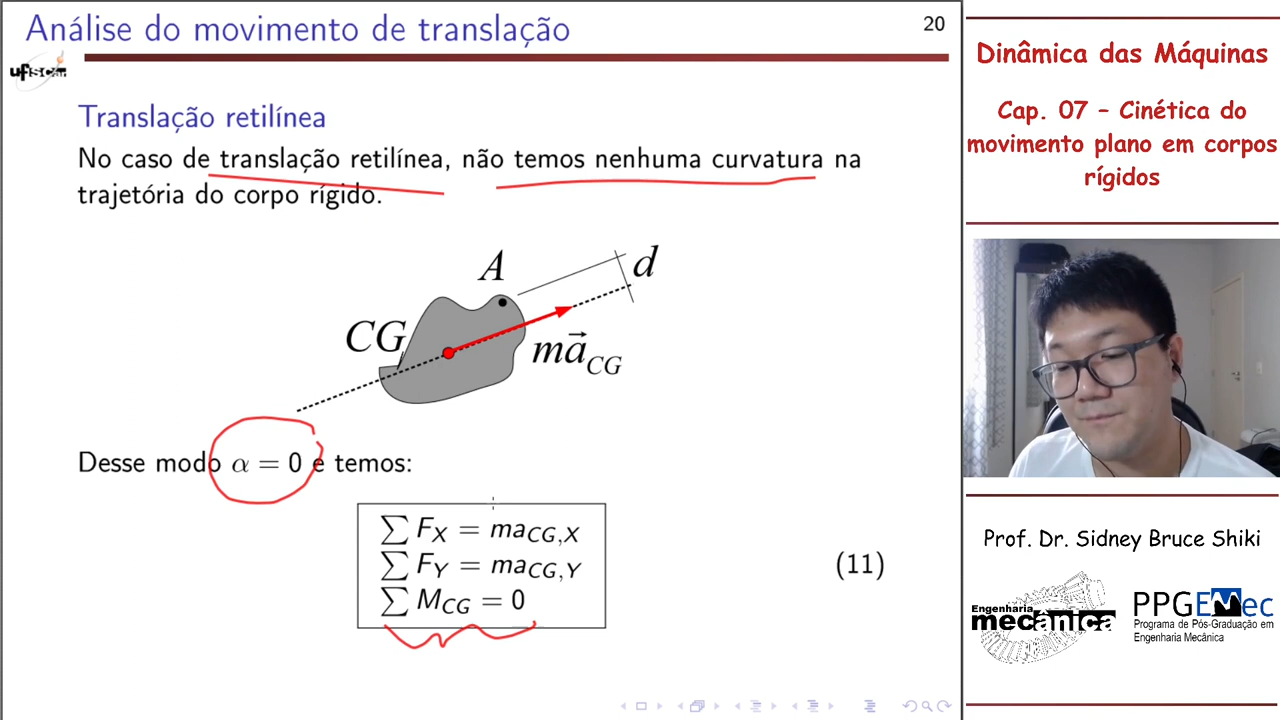 Análise do movimento de translação
20
ufscar
Translação retilínea
No caso de translação retilínea, não temos nenhuma curvatura na
trajetória do corpo rígido.
A
d
CG
ma⃗_CG
Desse modo α = 0 e temos:
∑ F_X = ma_CG,X
∑ F_Y = ma_CG,Y
∑ M_CG = 0
(11)
Dinâmica das Máquinas
Cap. 07 – Cinética do
movimento plano em corpos
rígidos
Prof. Dr. Sidney Bruce Shiki
Engenharia
mecânica
PPGEMec
Programa de Pós-Graduação em
Engenharia Mecânica